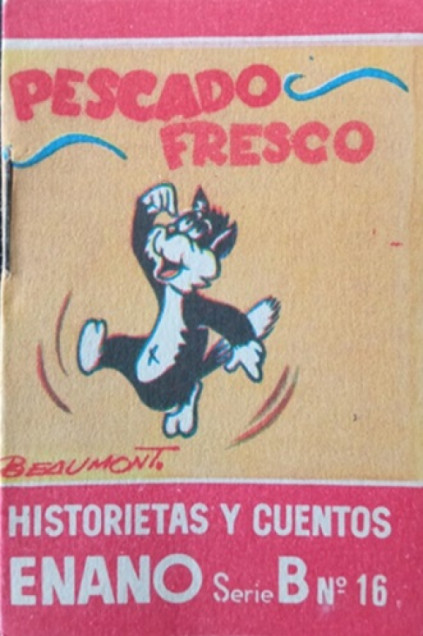 PESCADO
FRESCO
BEAUMONT.
HISTORIETAS Y CUENTOS
ENANO Serie B Nº 16